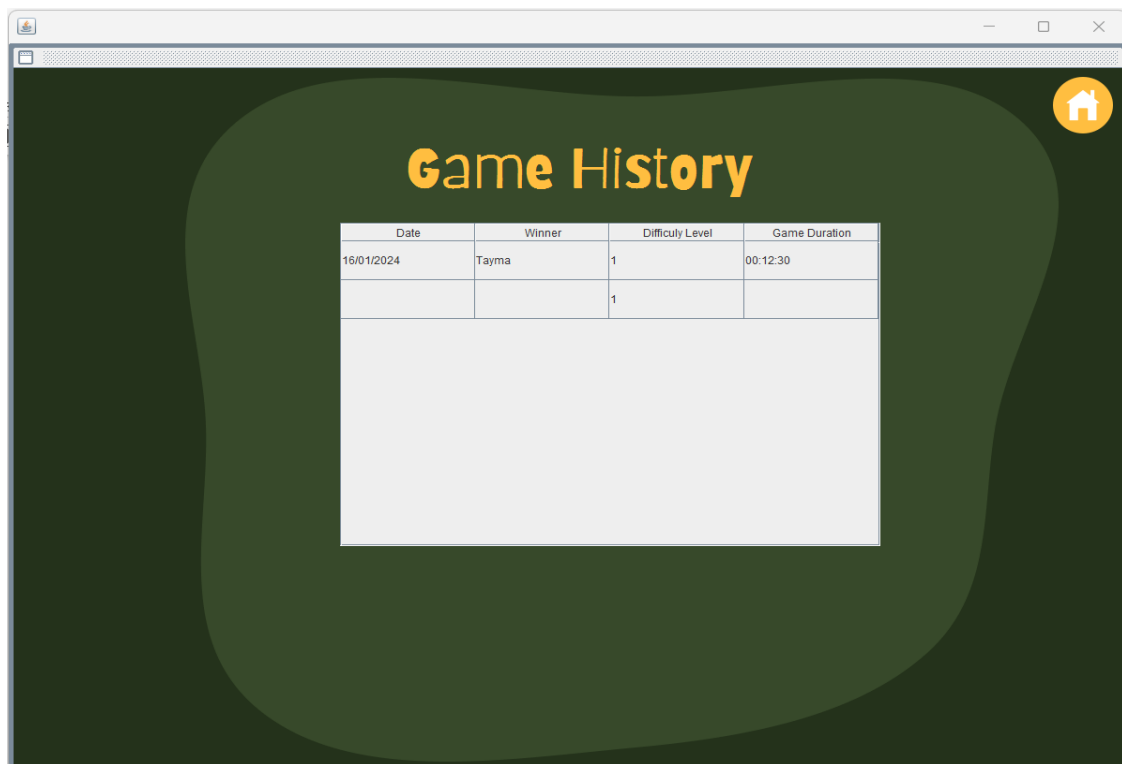 Game History
Date Winner Difficuly Level Game Duration
16/01/2024 Tayma 1 00:12:30
1